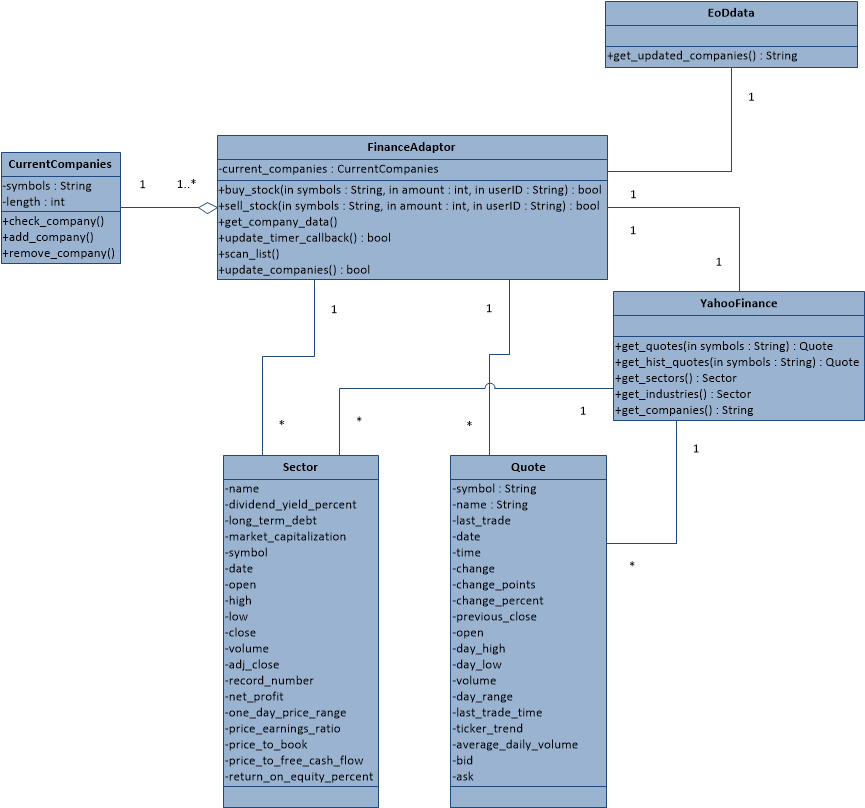 EoDdata
+get_updated_companies() : String
1
FinanceAdaptor
-current_companies : CurrentCompanies
+buy_stock(in symbols : String, in amount : int, in userID : String) : bool
+sell_stock(in symbols : String, in amount : int, in userID : String) : bool
+get_company_data()
+update_timer_callback() : bool
+scan_list()
+update_companies() : bool
CurrentCompanies
-symbols : String
-length : int
+check_company()
+add_company()
+remove_company()
1
1..*
1
1
1
YahooFinance
+get_quotes(in symbols : String) : Quote
+get_hist_quotes(in symbols : String) : Quote
+get_sectors() : Sector
+get_industries() : Sector
+get_companies() : String
1
1
*
*
*
1
1
*
Sector
-name
-dividend_yield_percent
-long_term_debt
-market_capitalization
-symbol
-date
-open
-high
-low
-close
-volume
-adj_close
-record_number
-net_profit
-one_day_price_range
-price_earnings_ratio
-price_to_book
-price_to_free_cash_flow
-return_on_equity_percent
Quote
-symbol : String
-name : String
-last_trade
-date
-time
-change
-change_points
-change_percent
-previous_close
-open
-day_high
-day_low
-volume
-day_range
-last_trade_time
-ticker_trend
-average_daily_volume
-bid
-ask